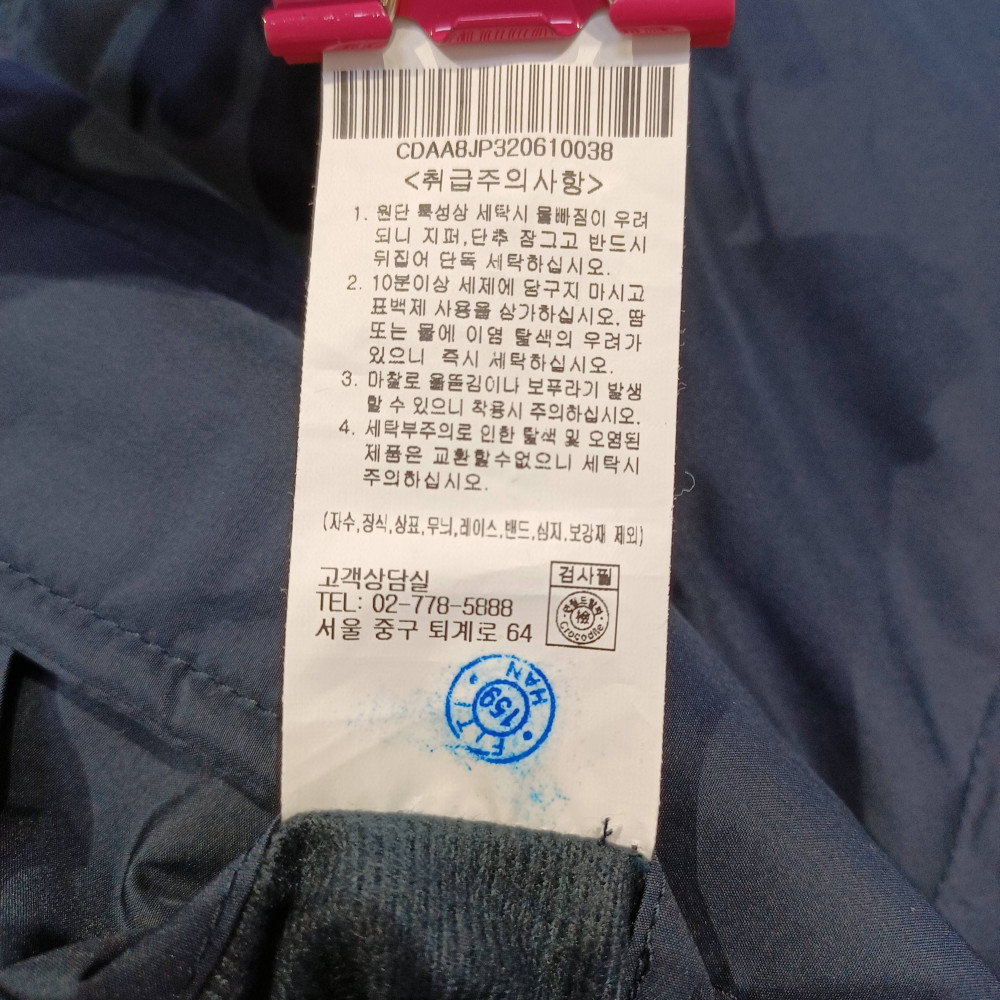 CDAA8JP320610038
<취급주의사항>
1. 원단 특성상 세탁시 물빠짐이 우려
되니 지퍼,단추 잠그고 반드시
뒤집어 단독 세탁하십시오.
2. 10분이상 세제에 담구지 마시고
표백제 사용을 삼가하십시오. 땀
또는 물에 이염 탈색의 우려가
있으니 즉시 세탁하십시오.
3. 마찰로 올뜯김이나 보푸라기 발생
할 수 있으니 착용시 주의하십시오.
4. 세탁부주의로 인한 탈색 및 오염된
제품은 교환할수없으니 세탁시
주의하십시오.
(자수,장식,상표,무늬,레이스,밴드,심지,보강재 제외)
고객상담실
TEL: 02-778-5888
서울 중구 퇴계로 64
검사필
檢
Crocodile
HAN
159
FIT